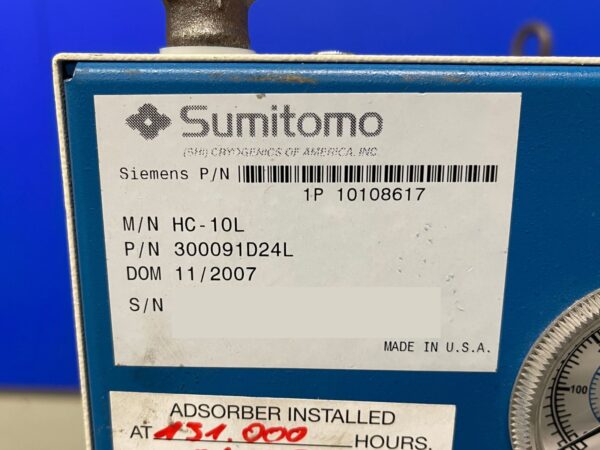 Sumitomo
(SHI) CRYOGENICS OF AMERICA, INC.
Siemens P/N
1P 10108617
M/N HC-10L
P/N 300091D24L
DOM 11/2007
S/N
MADE IN U.S.A.
100
ADSORBER INSTALLED
AT 131.000 HOURS.